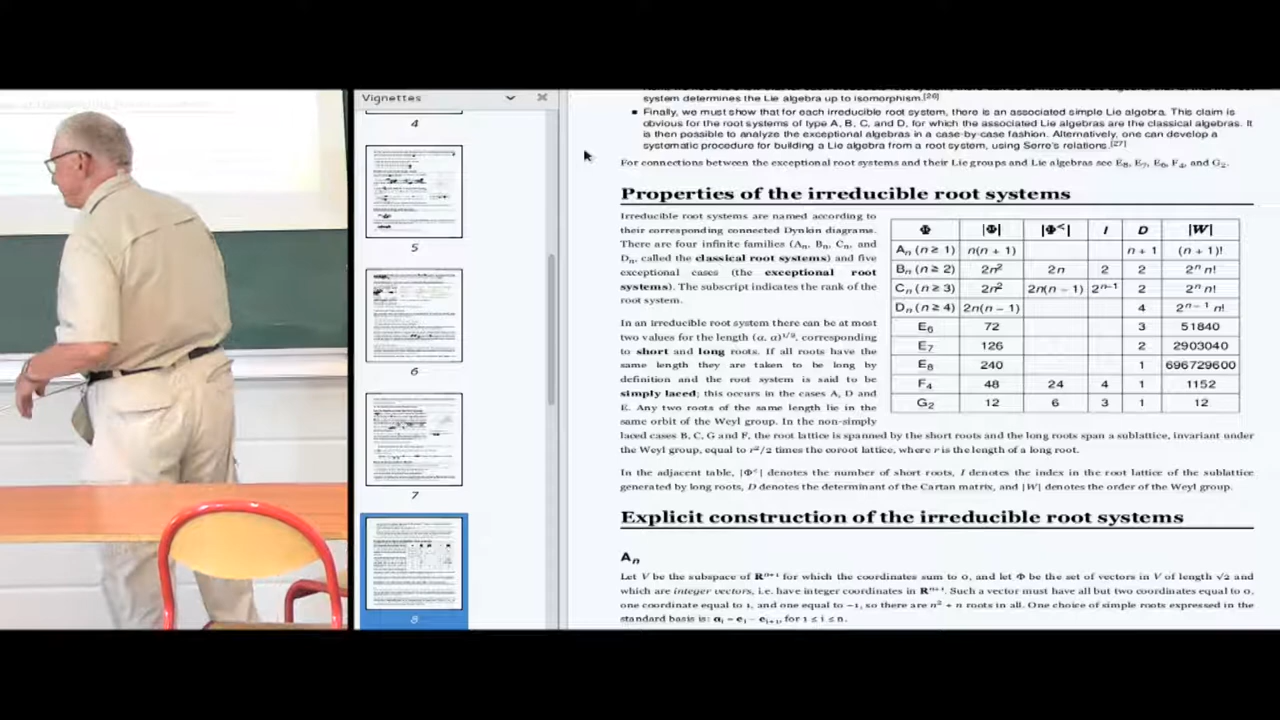 Vignettes
4
5
6
7
8
system determines the Lie algebra up to isomorphism.[26]
▪ Finally, we must show that for each irreducible root system, there is an associated simple Lie algebra. This claim is
obvious for the root systems of type A, B, C, and D, for which the associated Lie algebras are the classical algebras. It
is then possible to analyze the exceptional algebras in a case-by-case fashion. Alternatively, one can develop a
systematic procedure for building a Lie algebra from a root system, using Serre's relations.[27]
For connections between the exceptional root systems and their Lie groups and Lie algebras see E8, E7, E6, F4, and G2.
Properties of the irreducible root systems
Irreducible root systems are named according to
their corresponding connected Dynkin diagrams.
There are four infinite families (An, Bn, Cn, and
Dn, called the classical root systems) and five
exceptional cases (the exceptional root
systems). The subscript indicates the rank of the
root system.
In an irreducible root system there can be at most
two values for the length (α, α)1/2, corresponding
to short and long roots. If all roots have the
same length they are taken to be long by
definition and the root system is said to be
simply laced; this occurs in the cases A, D and
E. Any two roots of the same length lie in the
same orbit of the Weyl group. In the non-simply
laced cases B, C, G and F, the root lattice is spanned by the short roots and the long roots span a sublattice, invariant under
the Weyl group, equal to r2/2 times the coroot lattice, where r is the length of a long root.
Φ |Φ| |Φ<| I D |W|
An (n ≥ 1) n(n + 1) n + 1 (n + 1)!
Bn (n ≥ 2) 2n2 2n 2 2 2n n!
Cn (n ≥ 3) 2n2 2n(n − 1) 2n−1 2 2n n!
Dn (n ≥ 4) 2n(n − 1) 4 2n − 1 n!
E6 72 3 51840
E7 126 2 2903040
E8 240 1 696729600
F4 48 24 4 1 1152
G2 12 6 3 1 12
In the adjacent table, |Φ<| denotes the number of short roots, I denotes the index in the root lattice of the sublattice
generated by long roots, D denotes the determinant of the Cartan matrix, and |W| denotes the order of the Weyl group.
Explicit construction of the irreducible root systems
An
Let V be the subspace of Rn+1 for which the coordinates sum to 0, and let Φ be the set of vectors in V of length √2 and
which are integer vectors, i.e. have integer coordinates in Rn+1. Such a vector must have all but two coordinates equal to 0,
one coordinate equal to 1, and one equal to −1, so there are n2 + n roots in all. One choice of simple roots expressed in the
standard basis is: αi = ei − ei+1, for 1 ≤ i ≤ n.